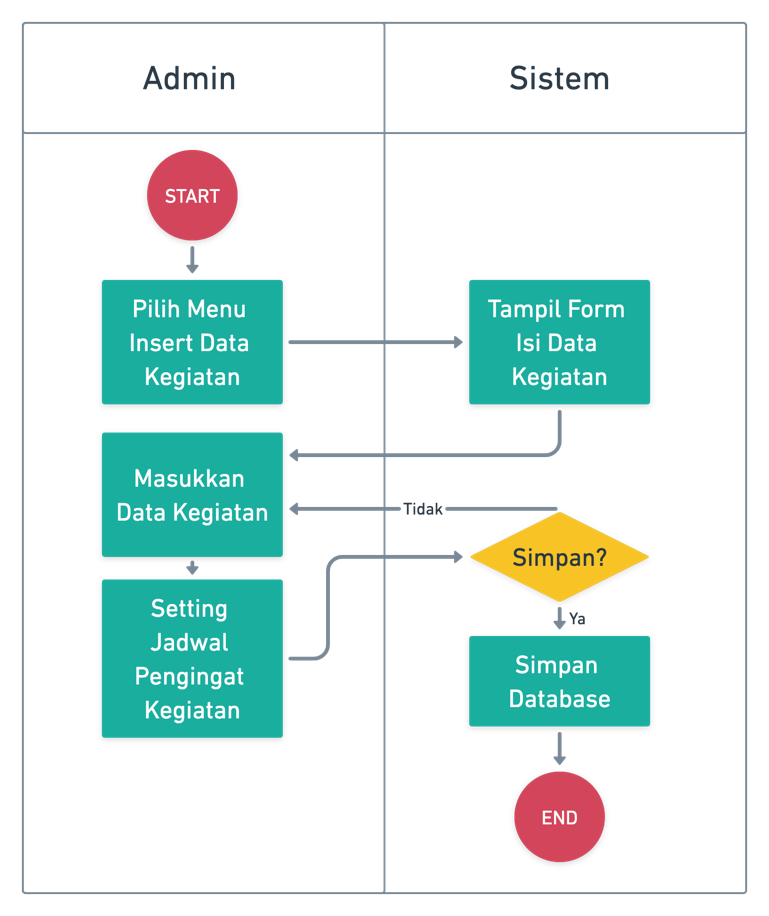 Admin
Sistem
START
Pilih Menu
Insert Data
Kegiatan
Tampil Form
Isi Data
Kegiatan
Masukkan
Data Kegiatan
Tidak
Simpan?
Setting
Jadwal
Pengingat
Kegiatan
Ya
Simpan
Database
END